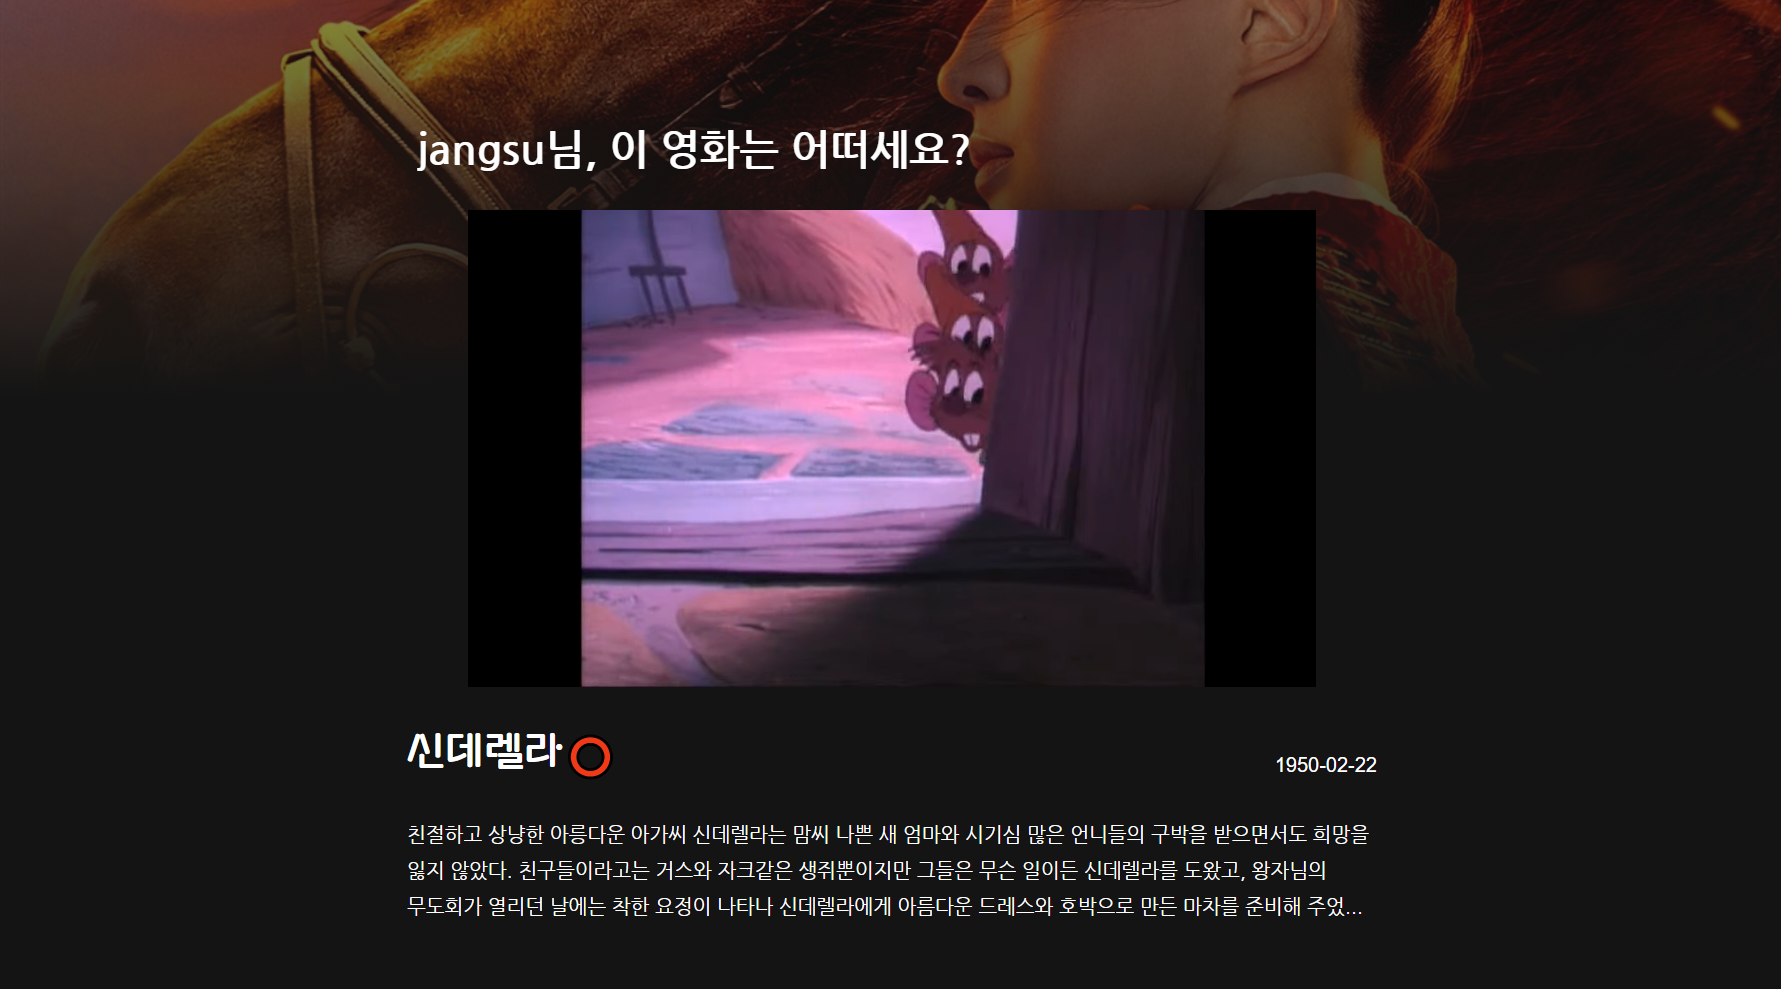 jangsu님, 이 영화는 어떠세요?
신데렐라
1950-02-22
친절하고 상냥한 아름다운 아가씨 신데렐라는 맘씨 나쁜 새 엄마와 시기심 많은 언니들의 구박을 받으면서도 희망을
잃지 않았다. 친구들이라고는 거스와 자크같은 생쥐뿐이지만 그들은 무슨 일이든 신데렐라를 도왔고, 왕자님의
무도회가 열리던 날에는 착한 요정이 나타나 신데렐라에게 아름다운 드레스와 호박으로 만든 마차를 준비해 주었...